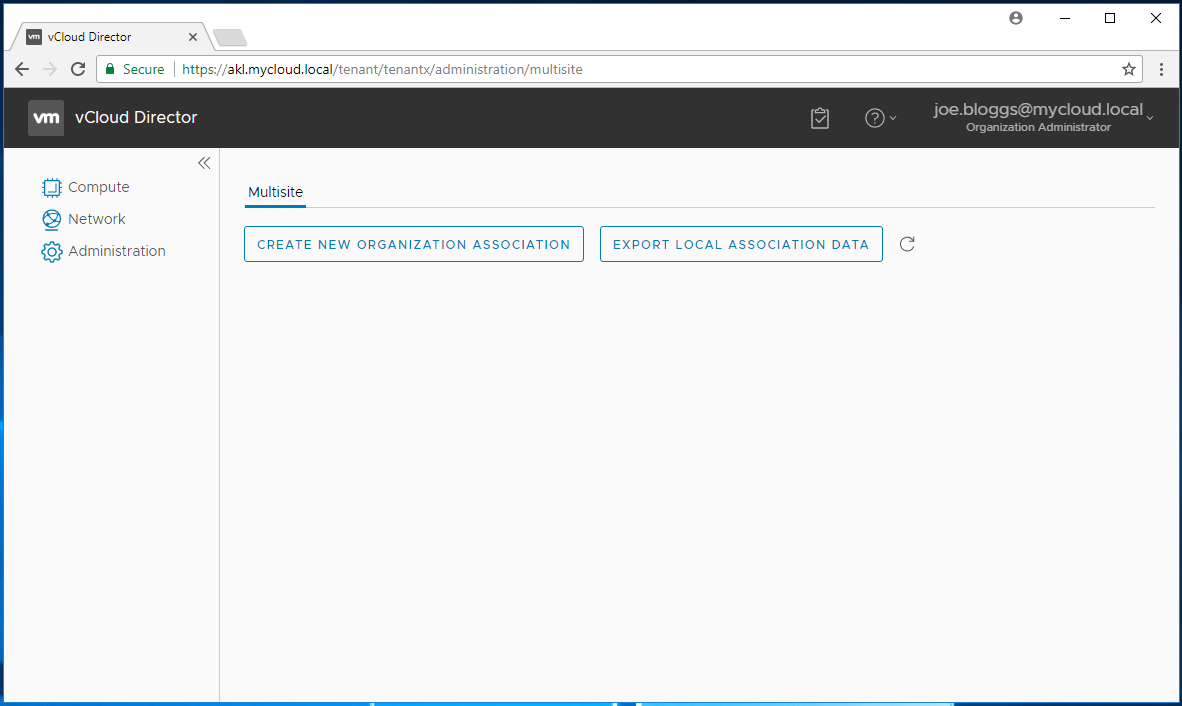 vm vCloud Director
Secure https://akl.mycloud.local/tenant/tenantx/administration/multisite
vm vCloud Director
?
joe.bloggs@mycloud.local
Organization Administrator
Compute
Network
Administration
Multisite
CREATE NEW ORGANIZATION ASSOCIATION
EXPORT LOCAL ASSOCIATION DATA